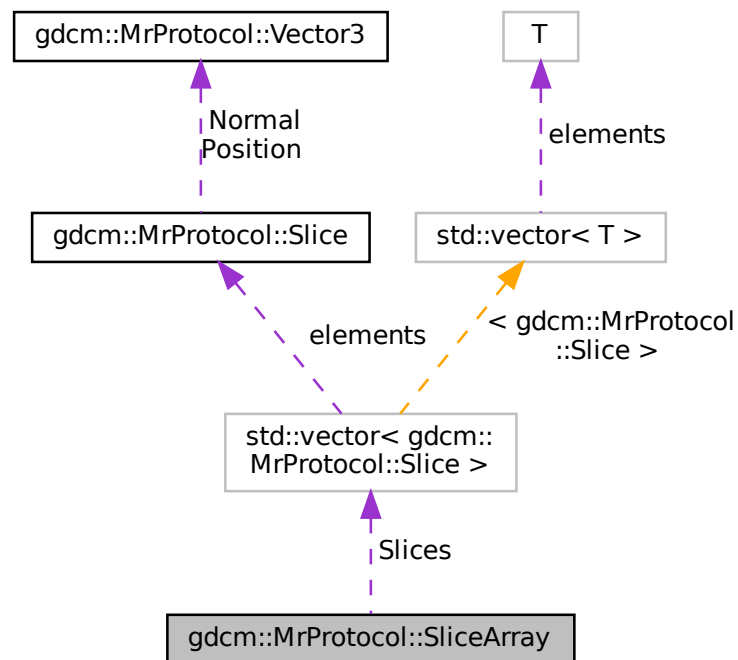 gdcm::MrProtocol::Vector3
T
Normal
Position
elements
gdcm::MrProtocol::Slice
std::vector< T >
elements
< gdcm::MrProtocol
::Slice >
std::vector< gdcm::
MrProtocol::Slice >
Slices
gdcm::MrProtocol::SliceArray